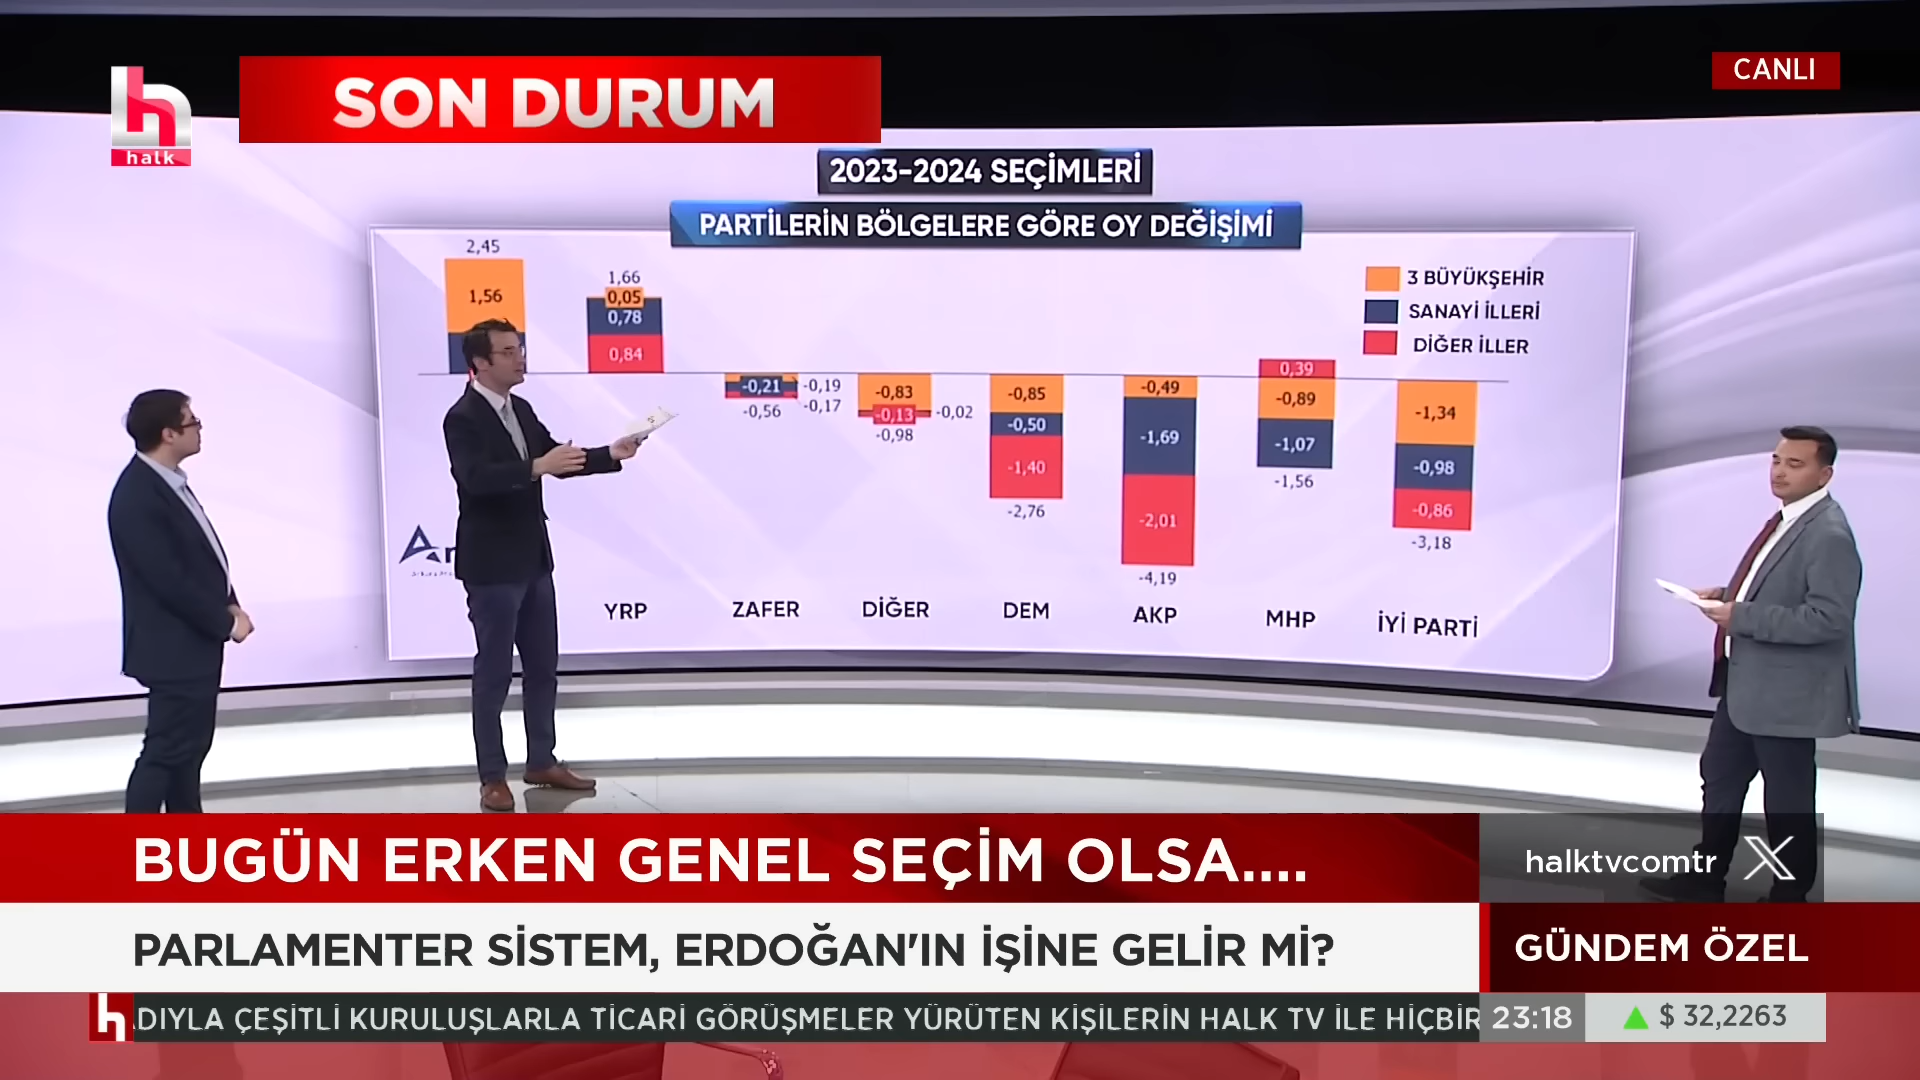 SON DURUM
CANLI
h
halk
2023-2024 SEÇİMLERİ
PARTİLERİN BÖLGELERE GÖRE OY DEĞİŞİMİ
3 BÜYÜKŞEHİR
SANAYİ İLLERİ
DİĞER İLLER
2,45
1,56
1,66
0,05
0,78
0,84
-0,21
-0,19
-0,17
-0,56
-0,83
-0,13
-0,02
-0,98
-0,85
-0,50
-1,40
-2,76
-0,49
-1,69
-2,01
-4,19
0,39
-0,89
-1,07
-1,56
-1,34
-0,98
-0,86
-3,18
YRP
ZAFER
DİĞER
DEM
AKP
MHP
İYİ PARTİ
BUGÜN ERKEN GENEL SEÇİM OLSA....
halktvcomtr X
PARLAMENTER SİSTEM, ERDOĞAN'IN İŞİNE GELİR Mİ?
GÜNDEM ÖZEL
h
ADIYLA ÇEŞİTLİ KURULUŞLARLA TİCARİ GÖRÜŞMELER YÜRÜTEN KİŞİLERİN HALK TV İLE HİÇBİR
23:18
$ 32,2263